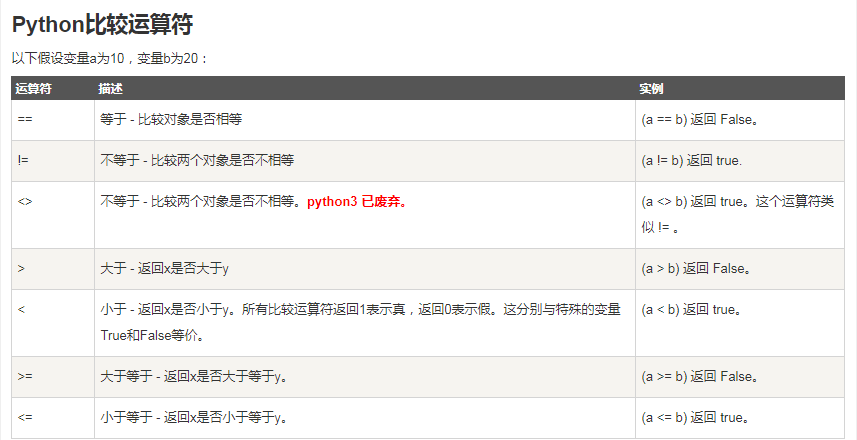 Python比较运算符
以下假设变量a为10，变量b为20：
运算符 描述 实例
== 等于 - 比较对象是否相等 (a == b) 返回 False。
!= 不等于 - 比较两个对象是否不相等 (a != b) 返回 true.
<> 不等于 - 比较两个对象是否不相等。python3 已废弃。 (a <> b) 返回 true。这个运算符类
似 != 。
> 大于 - 返回x是否大于y (a > b) 返回 False。
< 小于 - 返回x是否小于y。所有比较运算符返回1表示真，返回0表示假。这分别与特殊的变量 (a < b) 返回 true。
True和False等价。
>= 大于等于 - 返回x是否大于等于y。 (a >= b) 返回 False。
<= 小于等于 - 返回x是否小于等于y。 (a <= b) 返回 true。